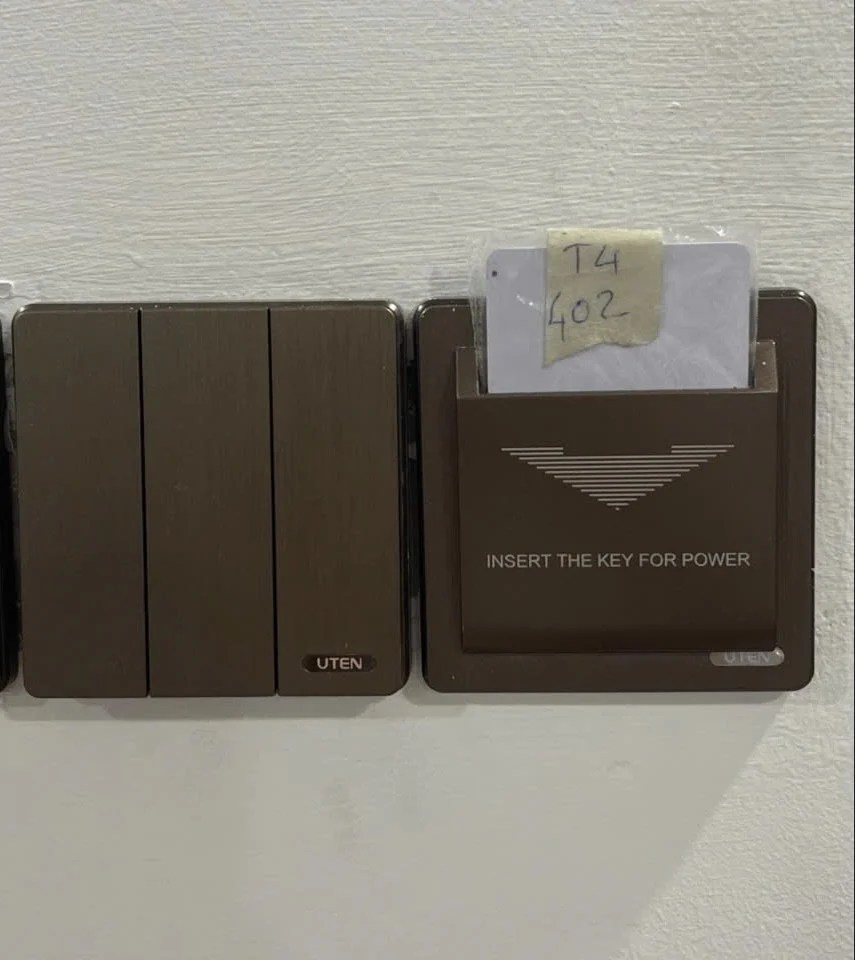 T4
402
INSERT THE KEY FOR POWER
UTEN
UTEN